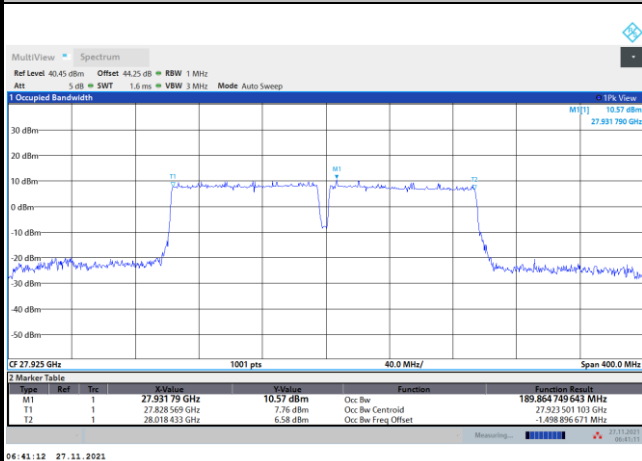 MultiView Spectrum
Ref Level 40.45 dBm Offset 44.25 dB RBW 1 MHz
Att 5 dB SWT 1.6 ms VBW 3 MHz Mode Auto Sweep
1 Occupied Bandwidth 1Pk View
M1[1] 10.57 dBm
27.931 790 GHz
30 dBm
20 dBm
T1 M1 T2
10 dBm
0 dBm
-10 dBm
-20 dBm
-30 dBm
-40 dBm
-50 dBm
CF 27.925 GHz 1001 pts 40.0 MHz/ Span 400.0 MHz
2 Marker Table
Type Ref Trc X-Value Y-Value Function Function Result
M1 1 27.931 79 GHz 10.57 dBm Occ Bw 189.864 749 643 MHz
T1 1 27.828 569 GHz 7.76 dBm Occ Bw Centroid 27.923 501 103 GHz
T2 1 28.018 433 GHz 6.58 dBm Occ Bw Freq Offset -1.498 896 671 MHz
Measuring... 27.11.2021
06:41:11
06:41:12 27.11.2021